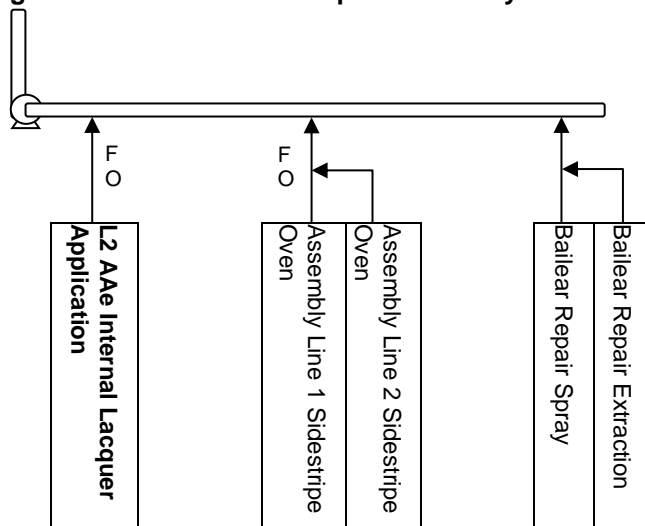 F
O
F
O
L2 AAe Internal Lacquer
Application
Assembly Line 1 Sidestripe
Oven
Assembly Line 2 Sidestripe
Oven
Bailear Repair Spray
Bailear Repair Extraction